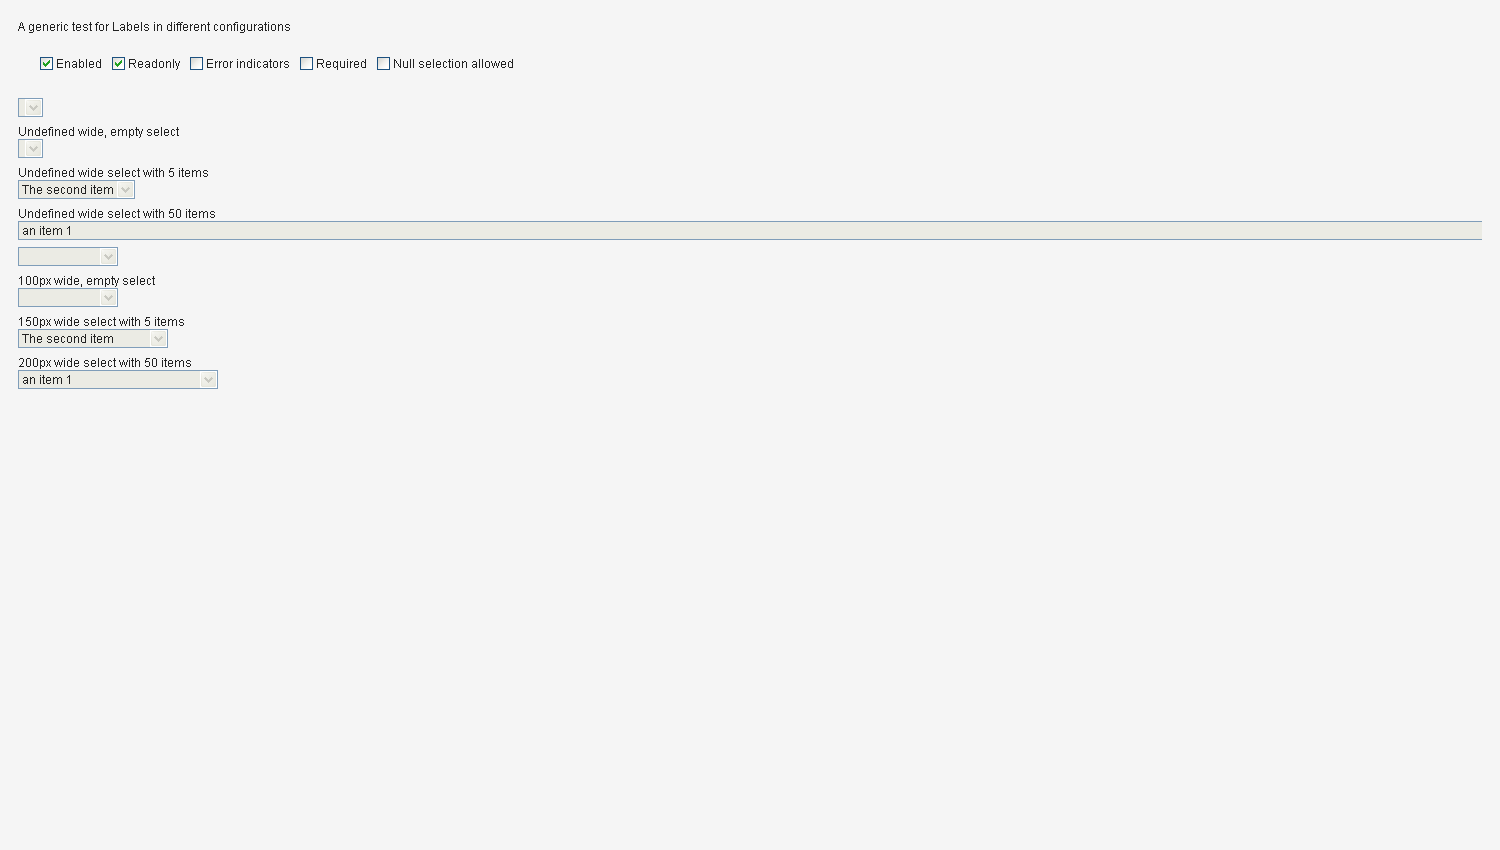 A generic test for Labels in different configurations
Enabled Readonly Error indicators Required Null selection allowed
Undefined wide, empty select
Undefined wide select with 5 items
The second item
Undefined wide select with 50 items
an item 1
100px wide, empty select
150px wide select with 5 items
The second item
200px wide select with 50 items
an item 1